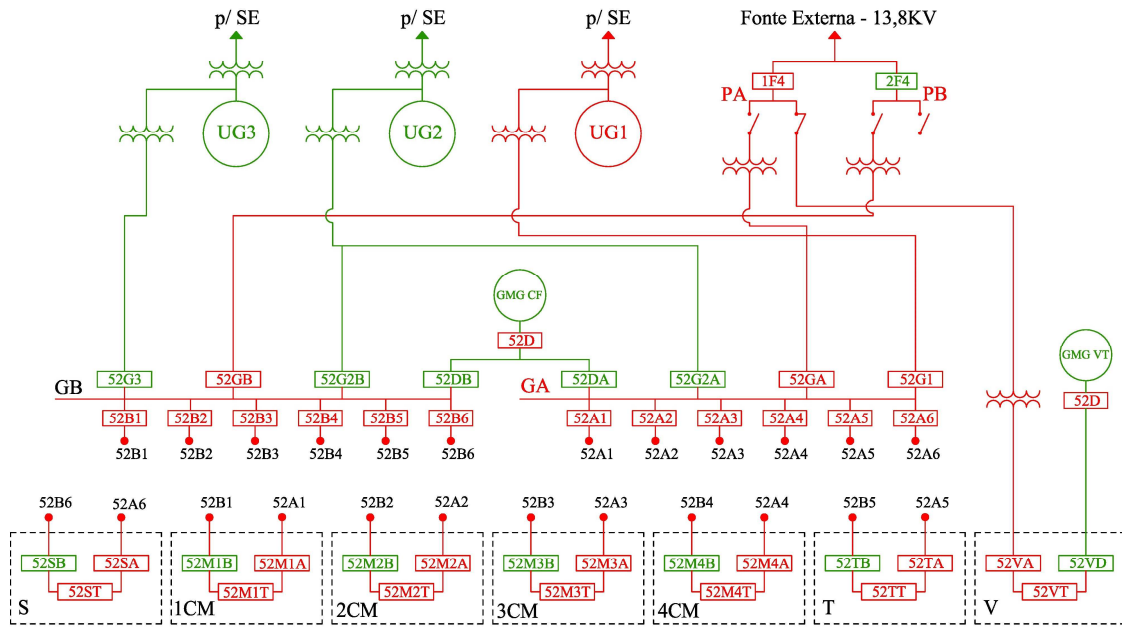 p/ SE
p/ SE
p/ SE
Fonte Externa - 13,8KV
1F4
2F4
PA
PB
UG3
UG2
UG1
GMG CF
52D
GMG VT
52D
GB
52G3
52GB
52G2B
52DB
GA
52DA
52G2A
52GA
52G1
52B1
52B2
52B3
52B4
52B5
52B6
52A1
52A2
52A3
52A4
52A5
52A6
52B1
52B2
52B3
52B4
52B5
52B6
52A1
52A2
52A3
52A4
52A5
52A6
52B6
52A6
52B1
52A1
52B2
52A2
52B3
52A3
52B4
52A4
52B5
52A5
52SB
52SA
52M1B
52M1A
52M2B
52M2A
52M3B
52M3A
52M4B
52M4A
52TB
52TA
52VA
52VD
52ST
52M1T
52M2T
52M3T
52M4T
52TT
52VT
S
1CM
2CM
3CM
4CM
T
V